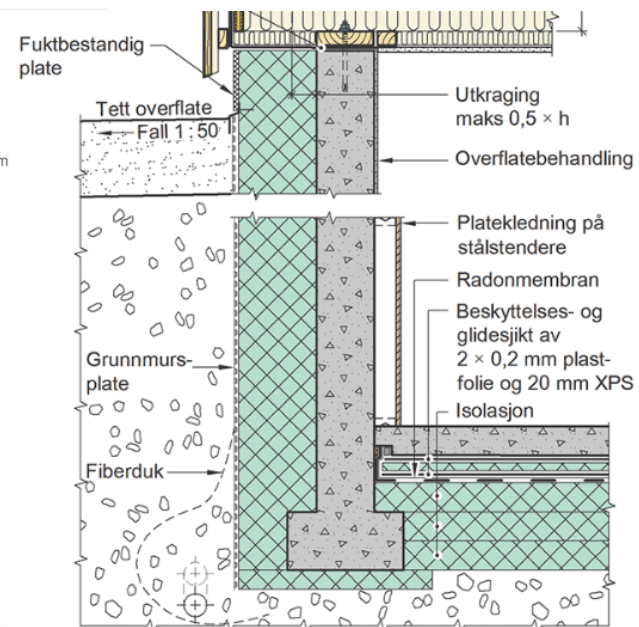 Fuktbestandig
plate
Tett overflate
Fall 1 : 50
m
Utkraging
maks 0,5 × h
Overflatebehandling
Platekledning på
stålstendere
Radonmembran
Beskyttelses- og
glidesjikt av
2 × 0,2 mm plast-
folie og 20 mm XPS
Isolasjon
Grunnmurs-
plate
Fiberduk